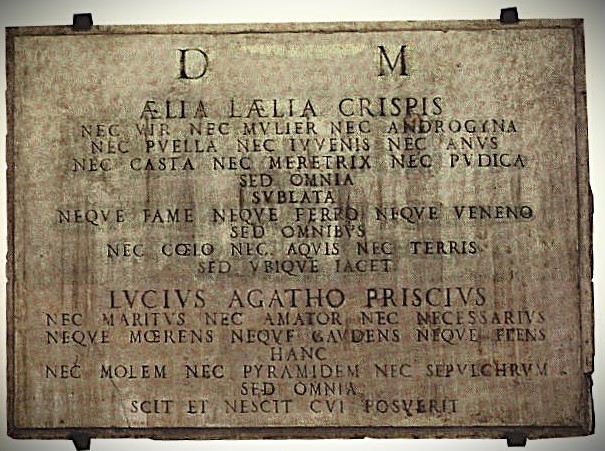 D M
ÆLIA LÆLIA CRISPIS
NEC VIR NEC MVLIER NEC ANDROGYNA
NEC PVELLA NEC IVVENIS NEC ANVS
NEC CASTA NEC MERETRIX NEC PVDICA
SED OMNIA
SVBLATA
NEQVE FAME NEQVE FERRO NEQVE VENENO
SED OMNIBVS
NEC CŒLO NEC AQVIS NEC TERRIS
SED VBIQVE IACET
LVCIVS AGATHO PRISCIVS
NEC MARITVS NEC AMATOR NEC NECESSARIVS
NEQVE MŒRENS NEQVE GAVDENS NEQVE FLENS
HANC
NEC MOLEM NEC PYRAMIDEM NEC SEPVLCHRVM
SED OMNIA
SCIT ET NESCIT CVI POSVERIT